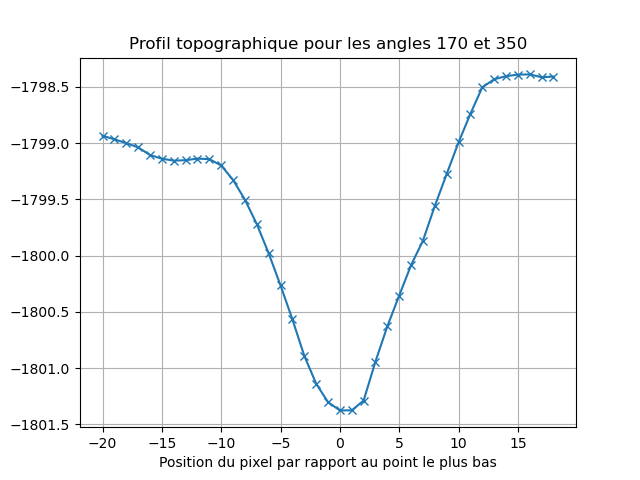 Profil topographique pour les angles 170 et 350
−1798.5
−1799.0
−1799.5
−1800.0
−1800.5
−1801.0
−1801.5
−20 −15 −10 −5 0 5 10 15
Position du pixel par rapport au point le plus bas